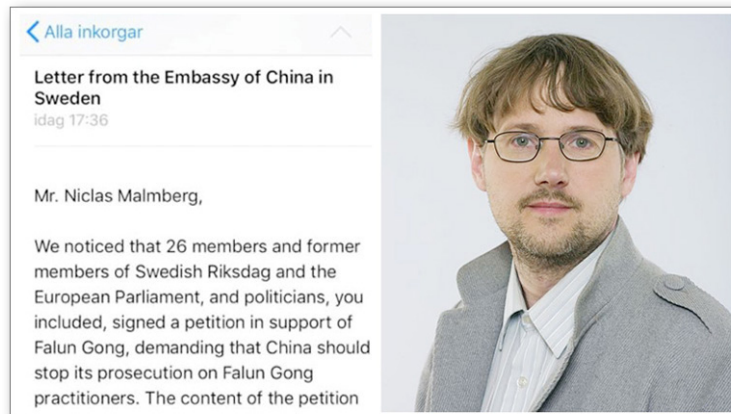 Alla inkorgar
Letter from the Embassy of China in
Sweden
idag 17:36
Mr. Niclas Malmberg,
We noticed that 26 members and former
members of Swedish Riksdag and the
European Parliament, and politicians, you
included, signed a petition in support of
Falun Gong, demanding that China should
stop its prosecution on Falun Gong
practitioners. The content of the petition